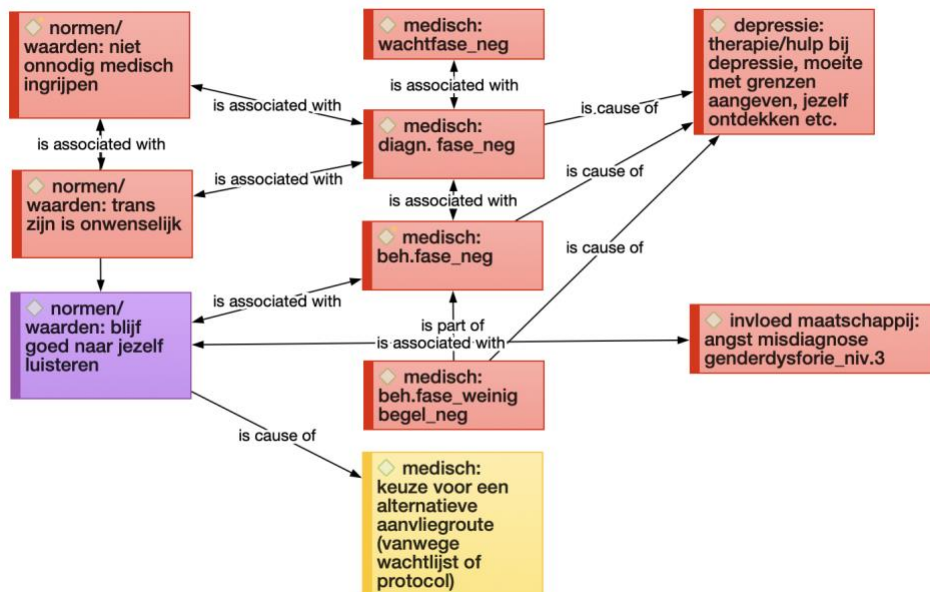 normen/
waarden: niet
onnodig medisch
ingrijpen
medisch:
wachtfase_neg
depressie:
therapie/hulp bij
depressie, moeite
met grenzen
aangeven, jezelf
ontdekken etc.
is associated with
is associated with
is cause of
medisch:
diagn. fase_neg
is associated with
is cause of
normen/
waarden: trans
zijn is onwenselijk
is associated with
is associated with
medisch:
beh.fase_neg
is cause of
normen/
waarden: blijf
goed naar jezelf
luisteren
is associated with
is part of
is associated with
invloed maatschappij:
angst misdiagnose
genderdysforie_niv.3
medisch:
beh.fase_weinig
begel_neg
is cause of
medisch:
keuze voor een
alternatieve
aanvliegroute
(vanwege
wachtlijst of
protocol)